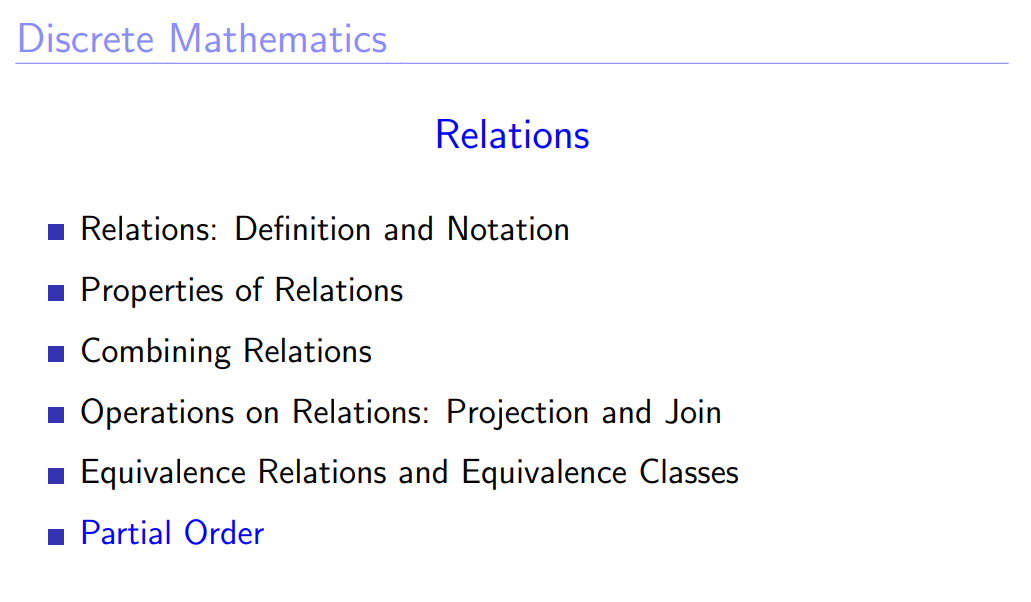 Discrete Mathematics
Relations
Relations: Definition and Notation
Properties of Relations
Combining Relations
Operations on Relations: Projection and Join
Equivalence Relations and Equivalence Classes
Partial Order